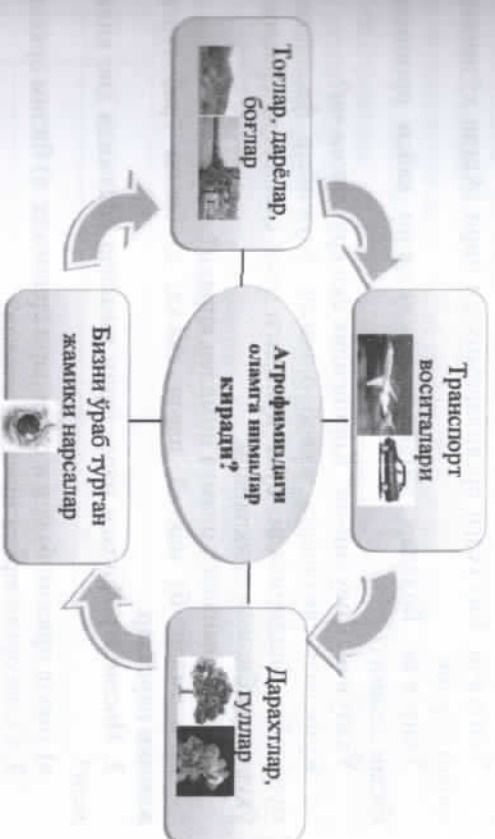 Атрофимиздаги
оламга нималар
киради?
Транспорт
воситалари
Дарахтлар,
гуллар
Бизни ўраб турган
жамики нарсалар
Тоғлар, дарёлар,
боғлар